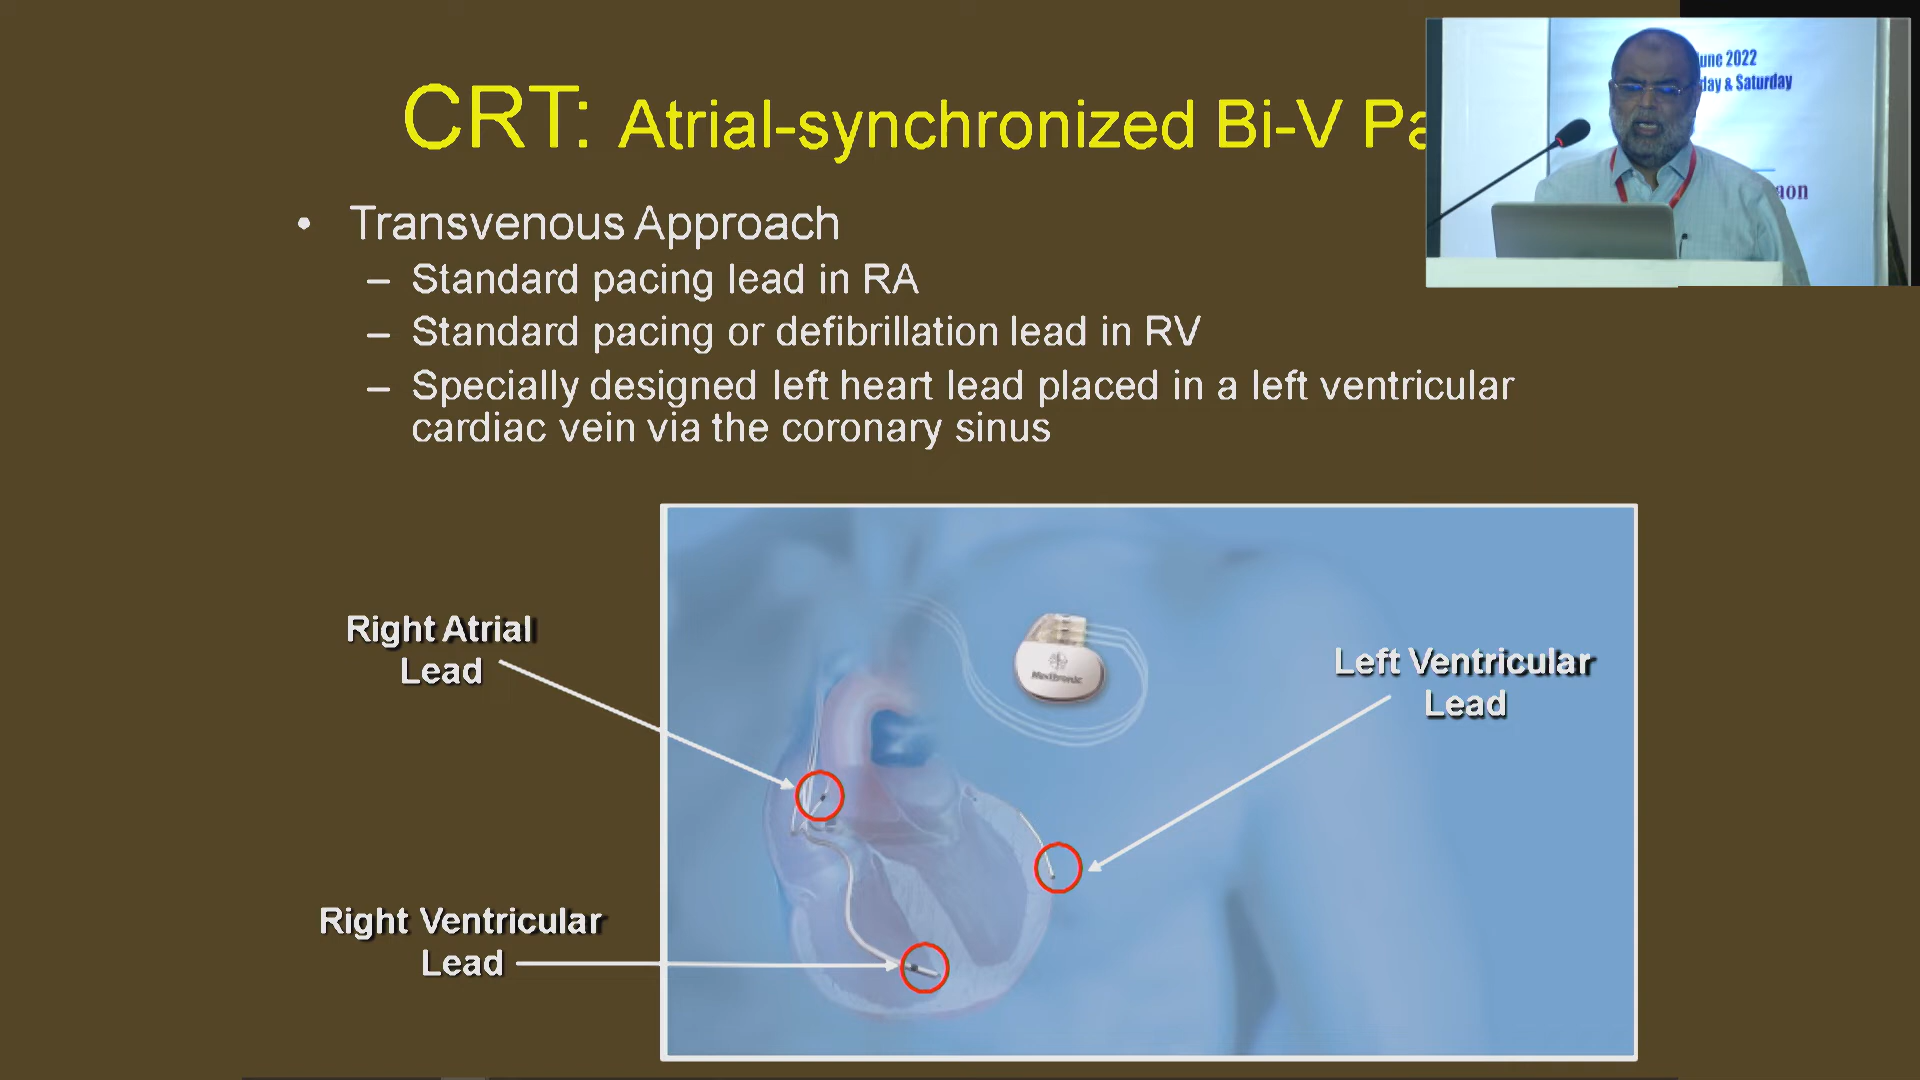 CRT: Atrial-synchronized Bi-V Pa
June 2022
day & Saturday
aon
• Transvenous Approach
– Standard pacing lead in RA
– Standard pacing or defibrillation lead in RV
– Specially designed left heart lead placed in a left ventricular
cardiac vein via the coronary sinus
Right Atrial
Lead
Medtronic
Left Ventricular
Lead
Right Ventricular
Lead